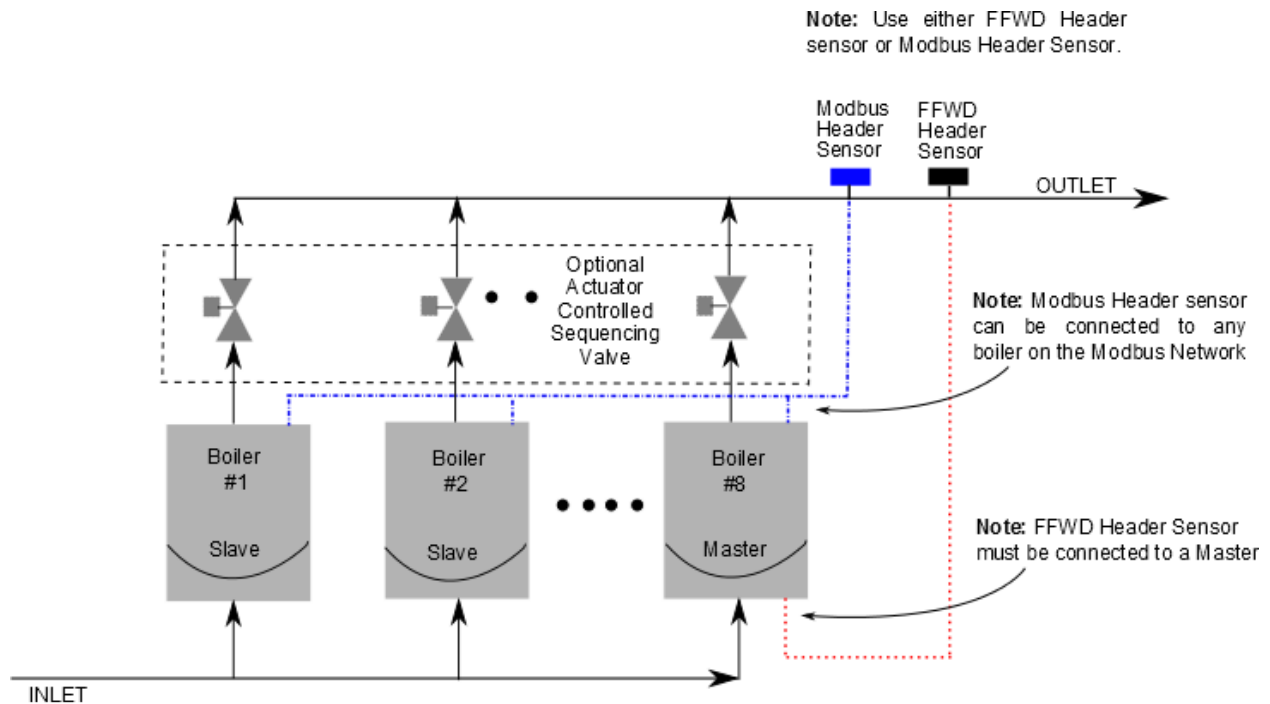 Note: Use either FFWD Header
sensor or Modbus Header Sensor.
Modbus
Header
Sensor
FFWD
Header
Sensor
OUTLET
Optional
Actuator
Controlled
Sequencing
Valve
Note: Modbus Header sensor
can be connected to any
boiler on the Modbus Network
Boiler
#1
Slave
Boiler
#2
Slave
Boiler
#8
Master
Note: FFWD Header Sensor
must be connected to a Master
INLET